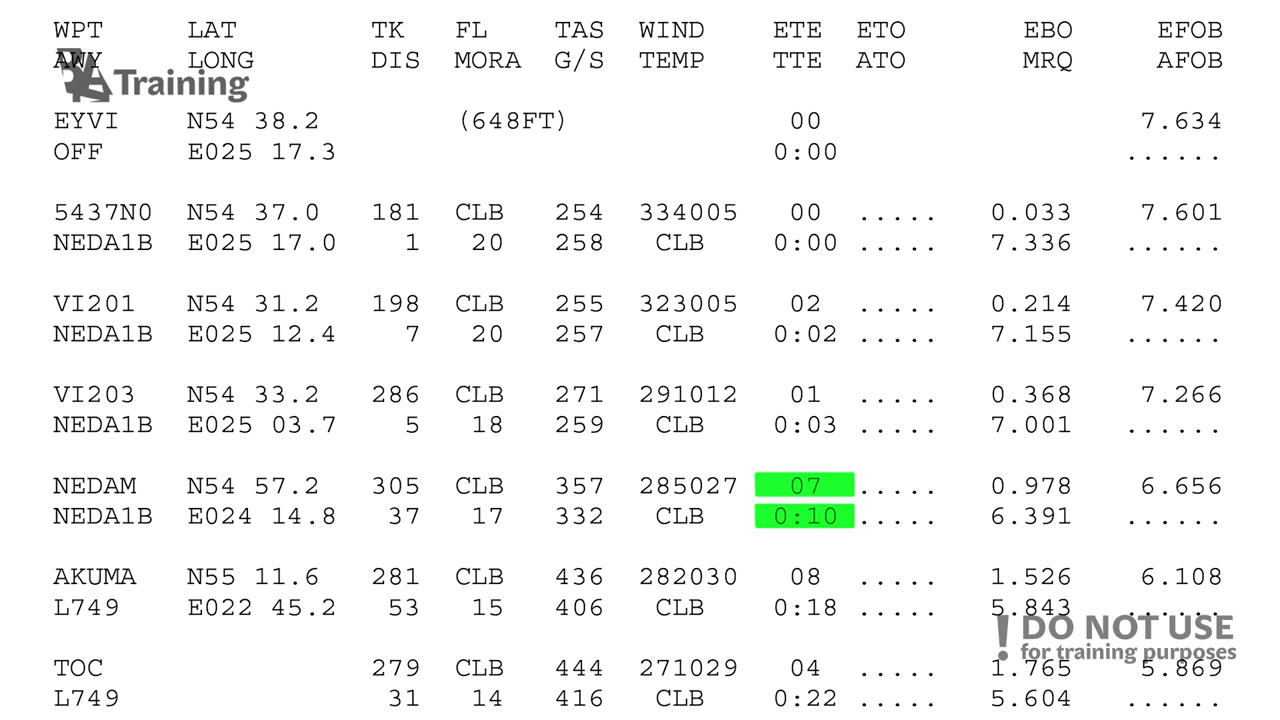 WPT LAT TK FL TAS WIND ETE ETO EBO EFOB
AWY LONG DIS MORA G/S TEMP TTE ATO MRQ AFOB
Training
EYVI N54 38.2 (648FT) 00 7.634
OFF E025 17.3 0:00 ......
5437N0 N54 37.0 181 CLB 254 334005 00 ..... 0.033 7.601
NEDA1B E025 17.0 1 20 258 CLB 0:00 ..... 7.336 ......
VI201 N54 31.2 198 CLB 255 323005 02 ..... 0.214 7.420
NEDA1B E025 12.4 7 20 257 CLB 0:02 ..... 7.155 ......
VI203 N54 33.2 286 CLB 271 291012 01 ..... 0.368 7.266
NEDA1B E025 03.7 5 18 259 CLB 0:03 ..... 7.001 ......
NEDAM N54 57.2 305 CLB 357 285027 07 ..... 0.978 6.656
NEDA1B E024 14.8 37 17 332 CLB 0:10 ..... 6.391 ......
AKUMA N55 11.6 281 CLB 436 282030 08 ..... 1.526 6.108
L749 E022 45.2 53 15 406 CLB 0:18 ..... 5.843 ......
! DO NOT USE
for training purposes
TOC 279 CLB 444 271029 04 ..... 1.765 5.869
L749 31 14 416 CLB 0:22 ..... 5.604 ......